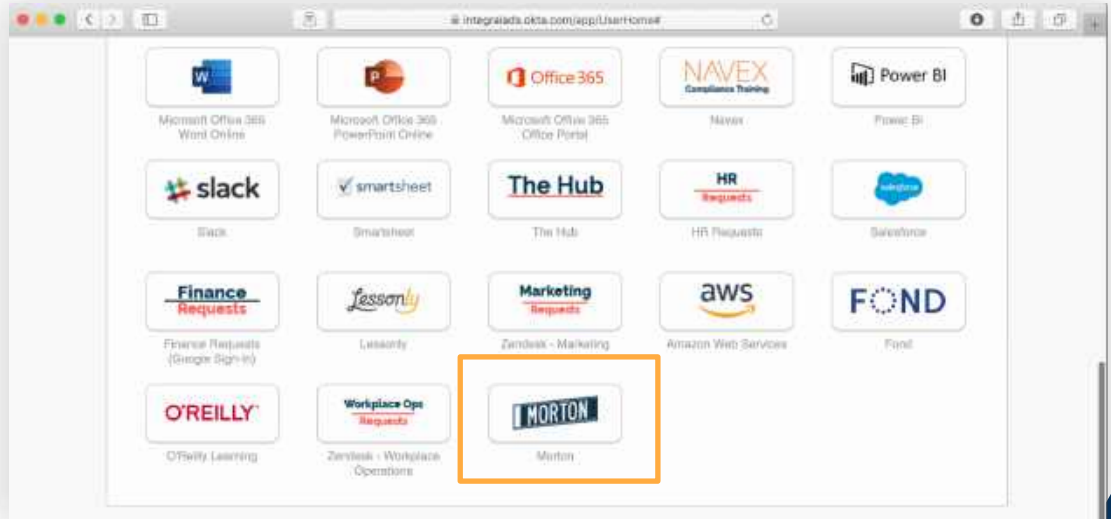 integralads.okta.com/app/UserHome#
W
P
Office 365
NAVEX
Compliance Training
Power BI
Microsoft Office 365
Word Online
Microsoft Office 365
PowerPoint Online
Microsoft Office 365
Office Portal
Navex
Power BI
slack
smartsheet
The Hub
HR
Requests
salesforce
Slack
Smartsheet
The Hub
HR Requests
Salesforce
Finance
Requests
Lessonly
Marketing
Requests
aws
FOND
Finance Requests
(Google Sign-in)
Lessonly
Zendesk - Marketing
Amazon Web Services
Fond
O'REILLY
Workplace Ops
Requests
MORTON
O'Reilly Learning
Zendesk - Workplace
Operations
Morton